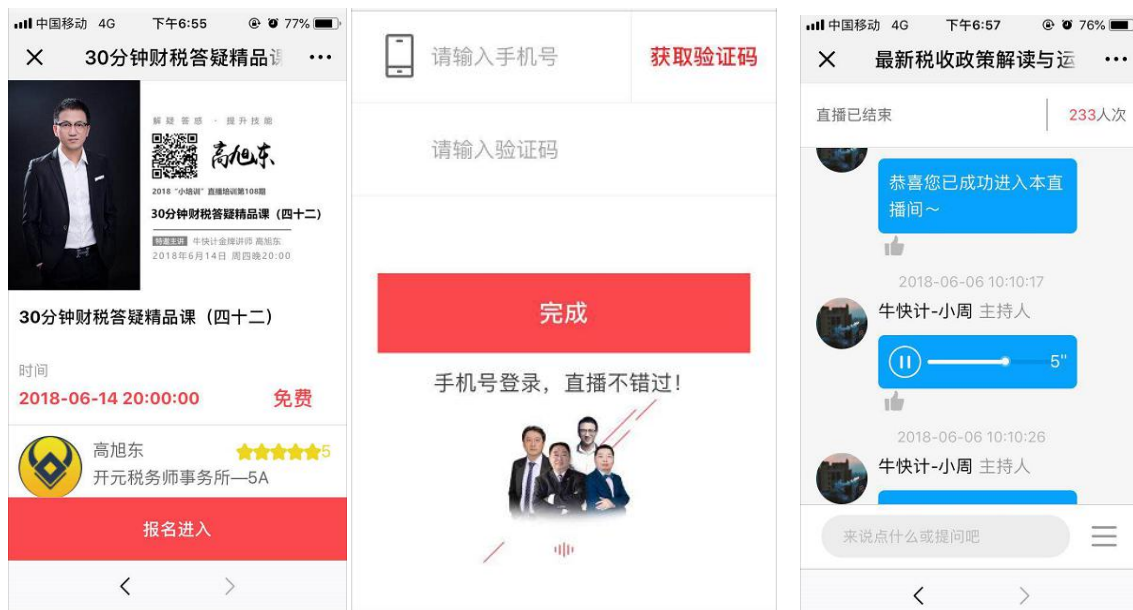 中国移动 4G 下午6:55 77%
30分钟财税答疑精品课
解疑答惑 · 提升技能
高旭东
2018 “小培训” 直播培训第108期
30分钟财税答疑精品课（四十二）
特邀主讲 牛快计金牌讲师 高旭东
2018年6月14日 周四晚20:00
30分钟财税答疑精品课（四十二）
时间
2018-06-14 20:00:00 免费
高旭东 5
开元税务师事务所—5A
报名进入
请输入手机号 获取验证码
请输入验证码
完成
手机号登录，直播不错过！
中国移动 4G 下午6:57 76%
最新税收政策解读与运
直播已结束 233人次
恭喜您已成功进入本直
播间～
2018-06-06 10:10:17
牛快计-小周 主持人
5"
2018-06-06 10:10:26
牛快计-小周 主持人
来说点什么或提问吧